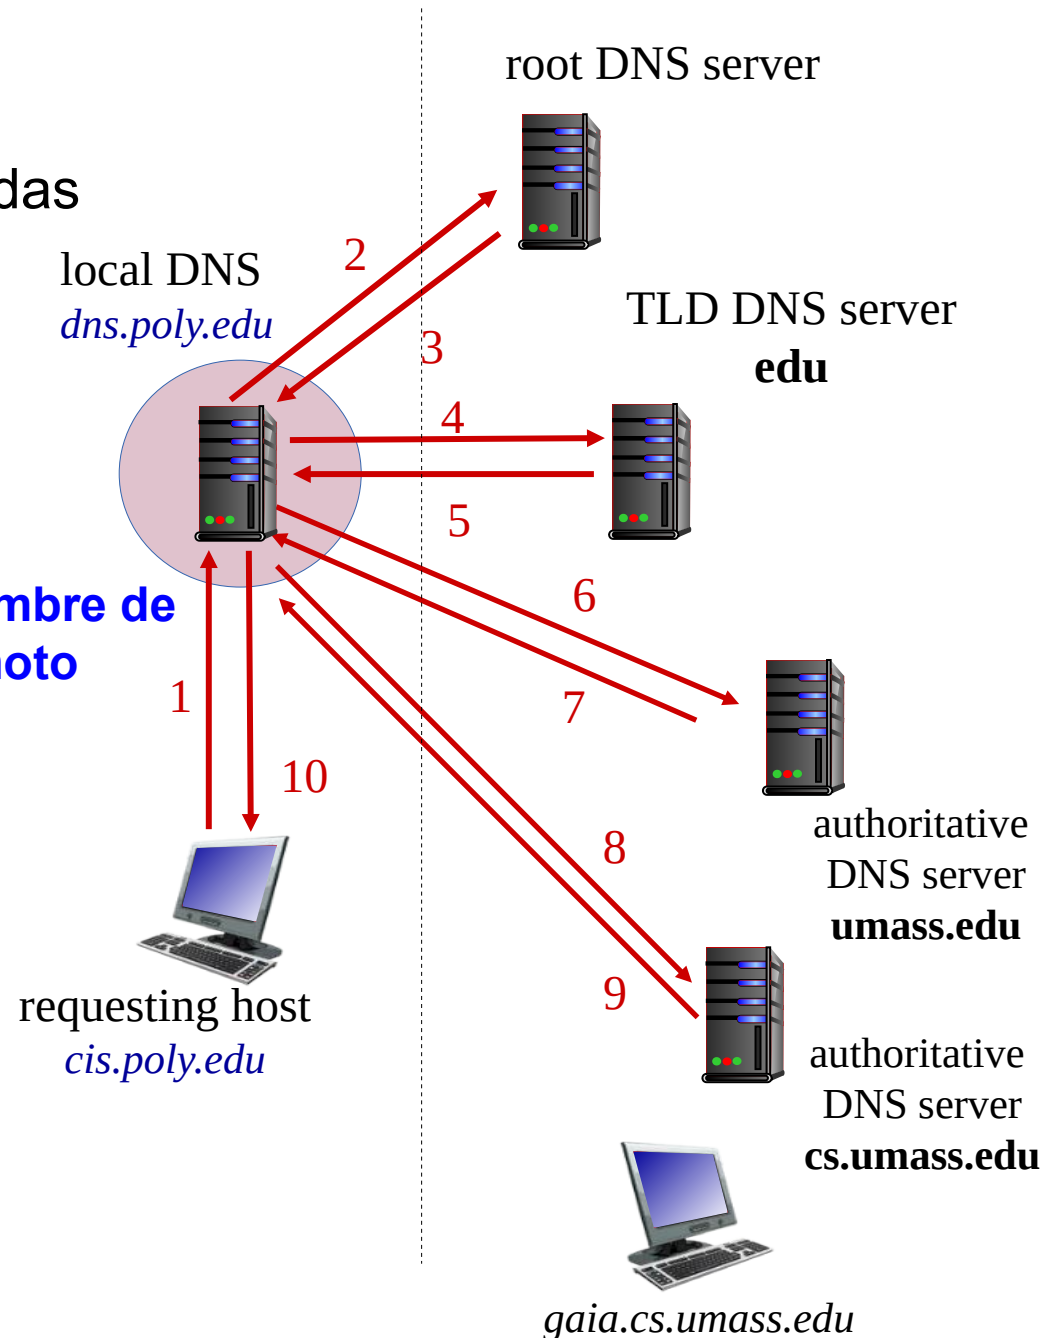 root DNS server
das
local DNS
dns.poly.edu
2
3
TLD DNS server
edu
4
5
mbre de
noto
6
7
1
10
8
9
authoritative
DNS server
umass.edu
requesting host
cis.poly.edu
authoritative
DNS server
cs.umass.edu
gaia.cs.umass.edu